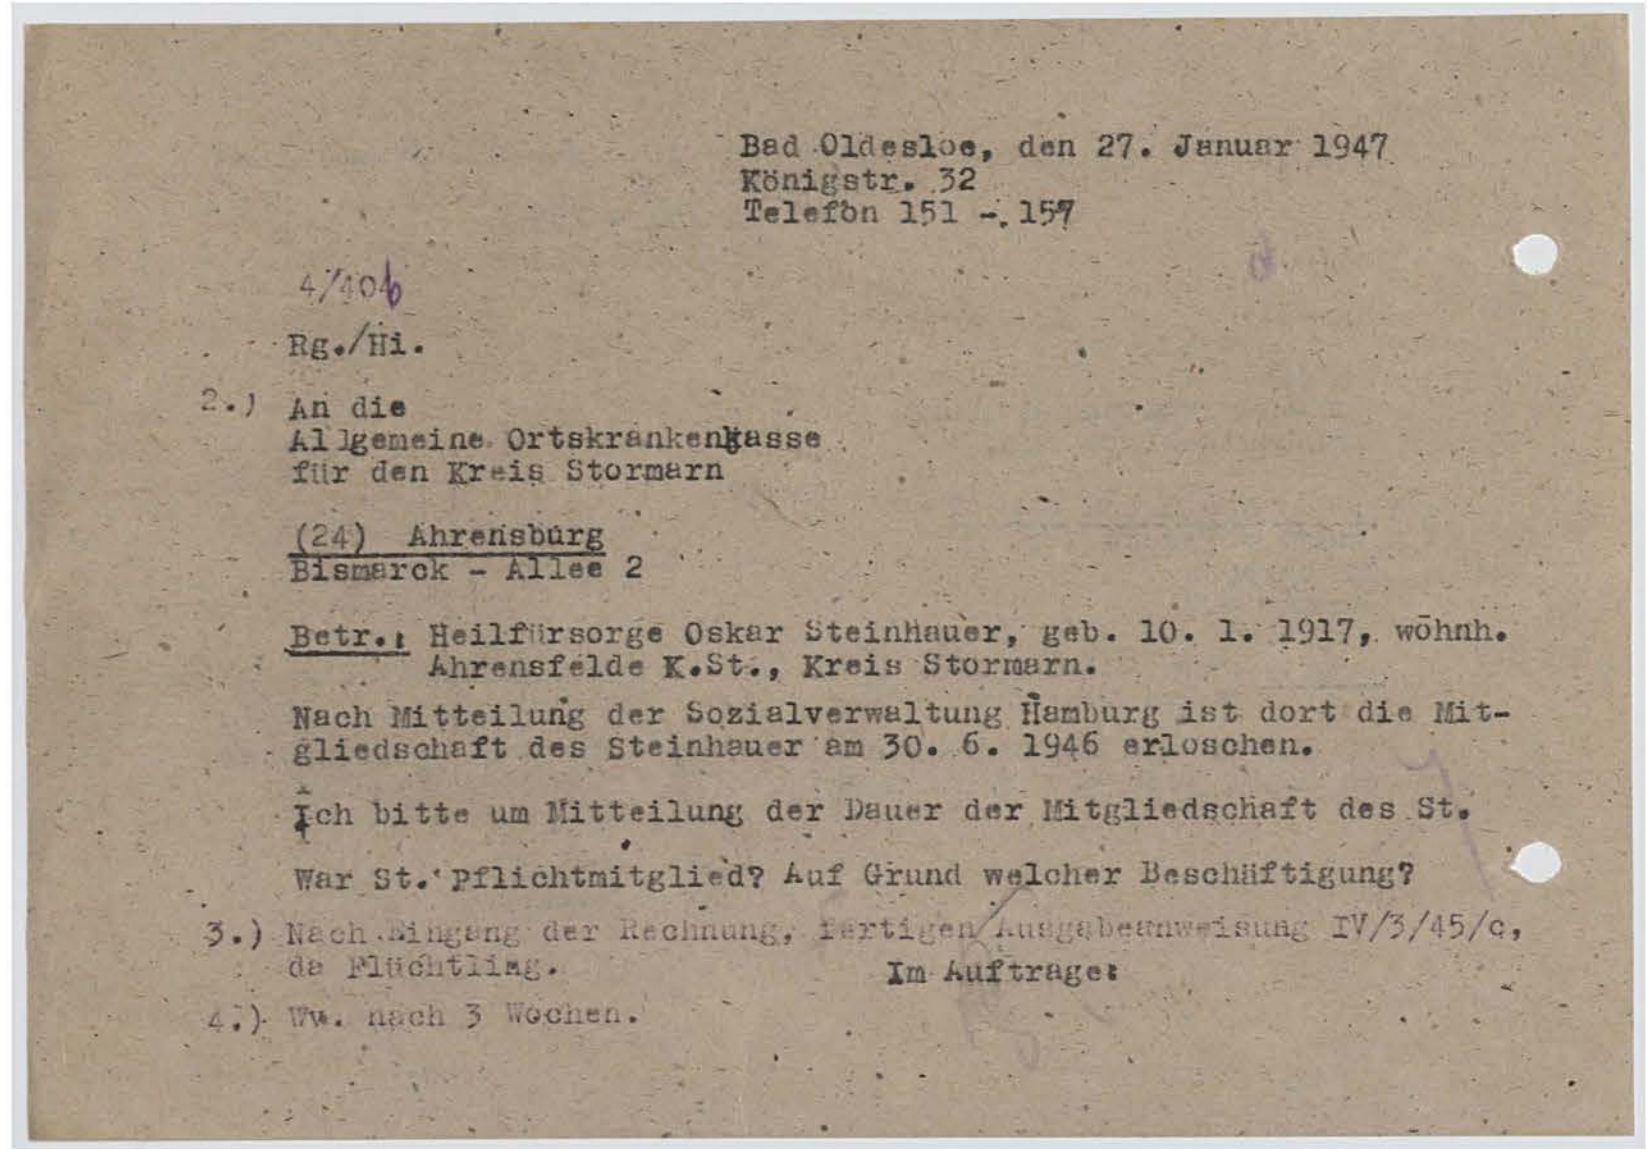 Bad Oldesloe, den 27. Januar 1947
Königstr. 32
Telefon 151 - 157
4/406
Rg./Hi.
2.) An die
Allgemeine Ortskrankenkasse
für den Kreis Stormarn
(24) Ahrensburg
Bismarck - Allee 2
Betr.: Heilfürsorge Oskar Steinhauer, geb. 10. 1. 1917, wohnh.
Ahrensfelde K.St., Kreis Stormarn.
Nach Mitteilung der Sozialverwaltung Hamburg ist dort die Mit-
gliedschaft des Steinhauer am 30. 6. 1946 erloschen.
Ich bitte um Mitteilung der Dauer der Mitgliedschaft des St.
War St. Pflichtmitglied? Auf Grund welcher Beschäftigung?
3.) Nach Eingang der Rechnung, fertigen Ausgabeanweisung IV/3/45/c,
da Flüchtling.
Im Auftrage:
4.) Wv. nach 3 Wochen.